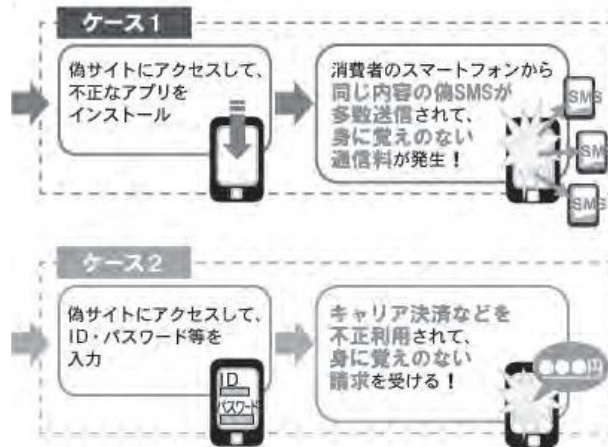 ケース1
偽サイトにアクセスして、
不正なアプリを
インストール
消費者のスマートフォンから
同じ内容の偽SMSが
多数送信されて、
身に覚えのない
通信料が発生!
SMS
SMS
SMS
ケース2
偽サイトにアクセスして、
ID・パスワード等を
入力
ID
パスワード
キャリア決済などを
不正利用されて、
身に覚えのない
請求を受ける!
●●●円